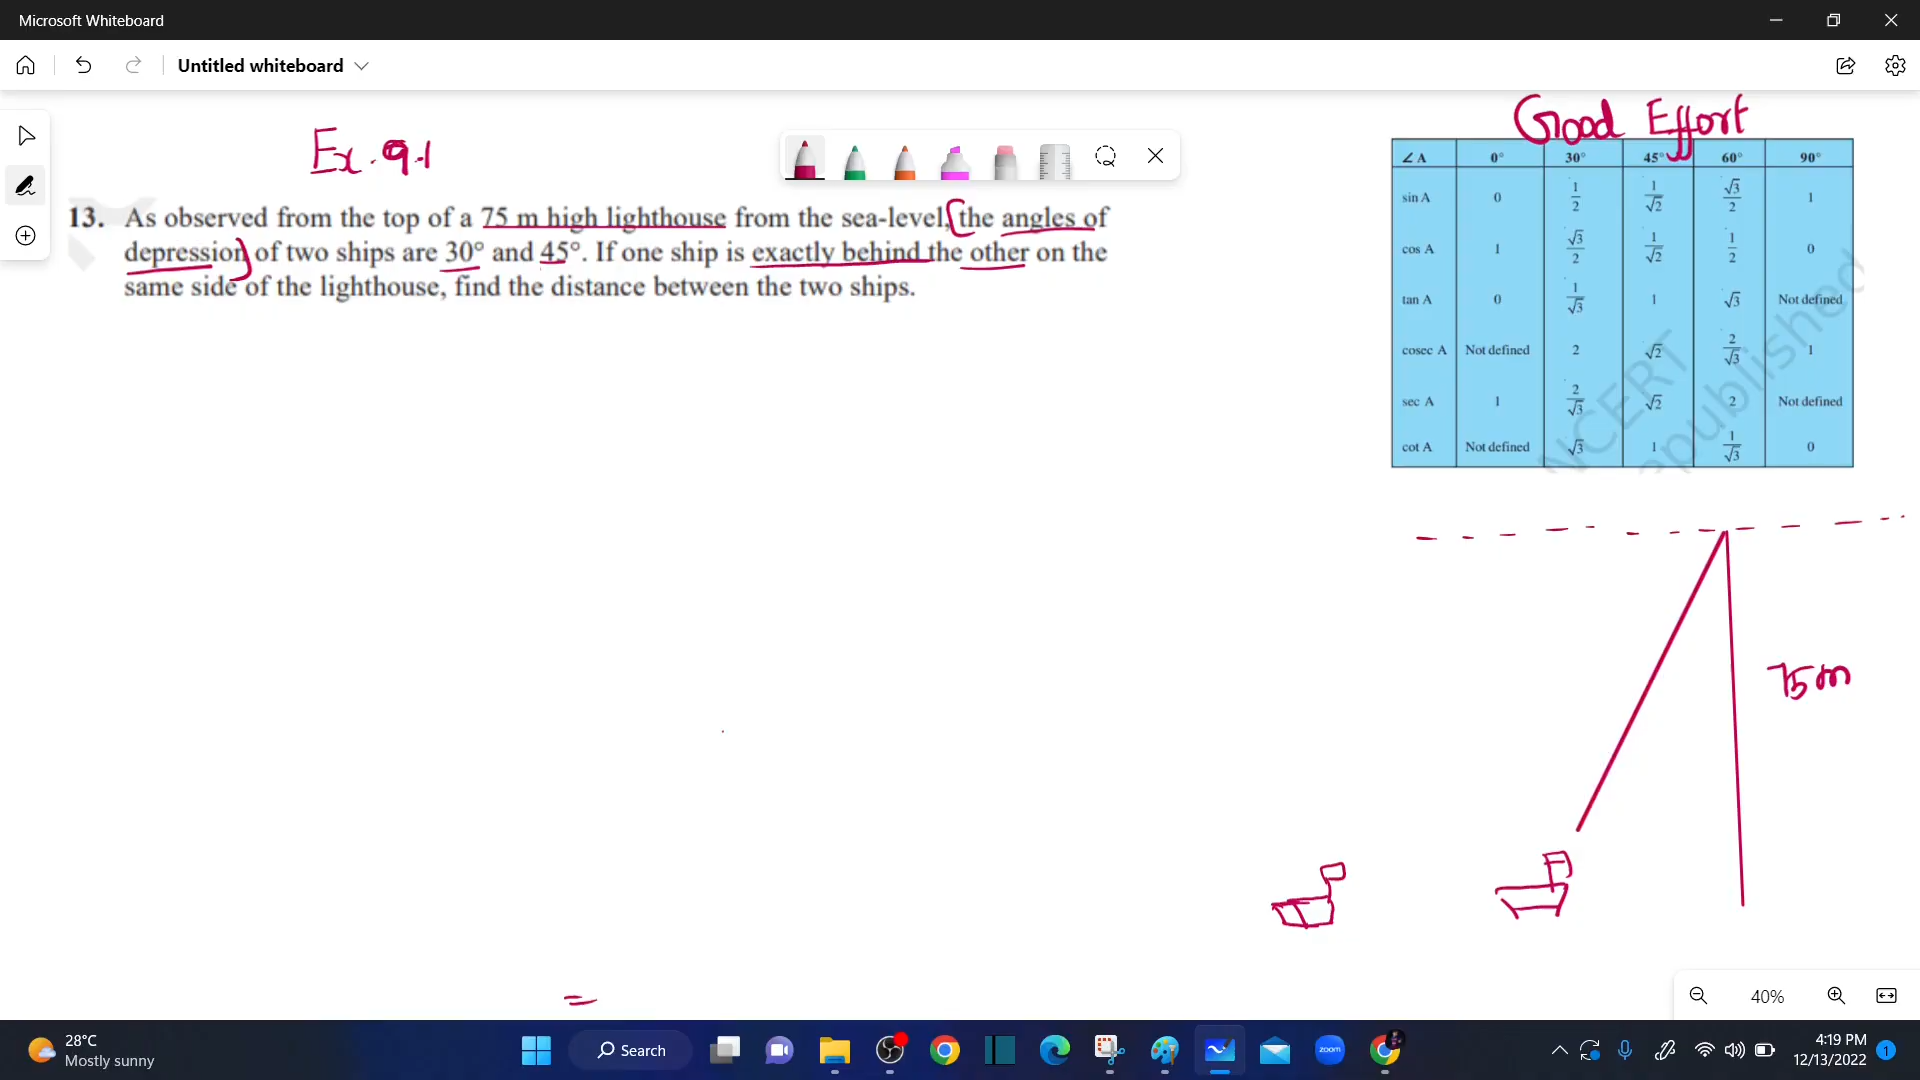 Microsoft Whiteboard
Untitled whiteboard
Ex. 9.1
Good Effort
13. As observed from the top of a 75 m high lighthouse from the sea-level, the angles of
depression of two ships are 30° and 45°. If one ship is exactly behind the other on the
same side of the lighthouse, find the distance between the two ships.
∠A 0° 30° 45° 60° 90°
sin A 0 1/2 1/√2 √3/2 1
cos A 1 √3/2 1/√2 1/2 0
tan A 0 1/√3 1 √3 Not defined
cosec A Not defined 2 √2 2/√3 1
sec A 1 2/√3 √2 2 Not defined
cot A Not defined √3 1 1/√3 0
NCERT
republished
75 m
=
40%
28°C
Mostly sunny
Search
zoom
4:19 PM
12/13/2022
1